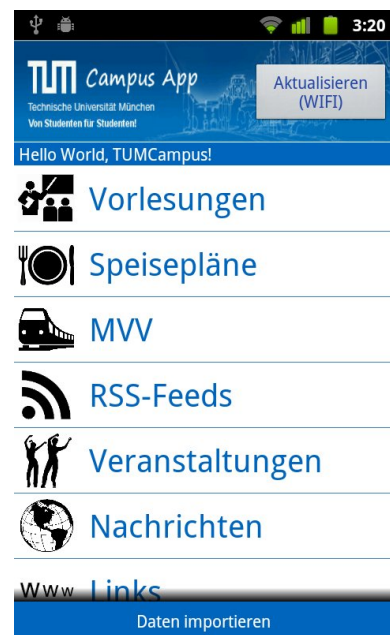 3:20
TUM Campus App
Technische Universität München
Von Studenten für Studenten!
Aktualisieren
(WIFI)
Hello World, TUMCampus!
Vorlesungen
Speisepläne
MVV
RSS-Feeds
Veranstaltungen
Nachrichten
Www Links
Daten importieren